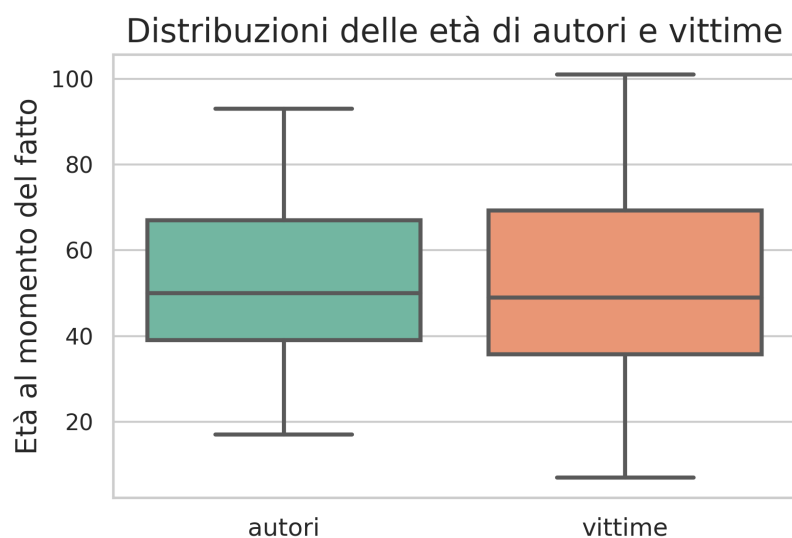 Distribuzioni delle età di autori e vittime
Età al momento del fatto
100
80
60
40
20
autori
vittime